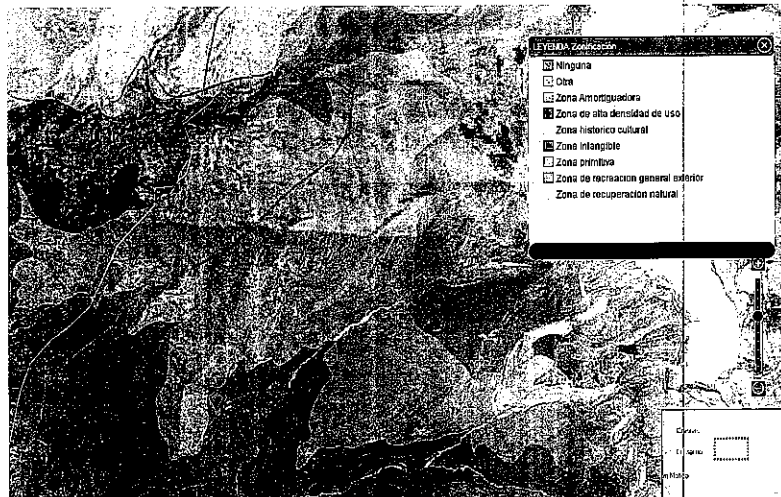 LEYENDA Zonificación
Ninguna
Otra
Zona Amortiguadora
Zona de alta densidad de uso
Zona historico cultural
Zona intangible
Zona primitiva
Zona de recreacion general exterior
Zona de recuperación natural